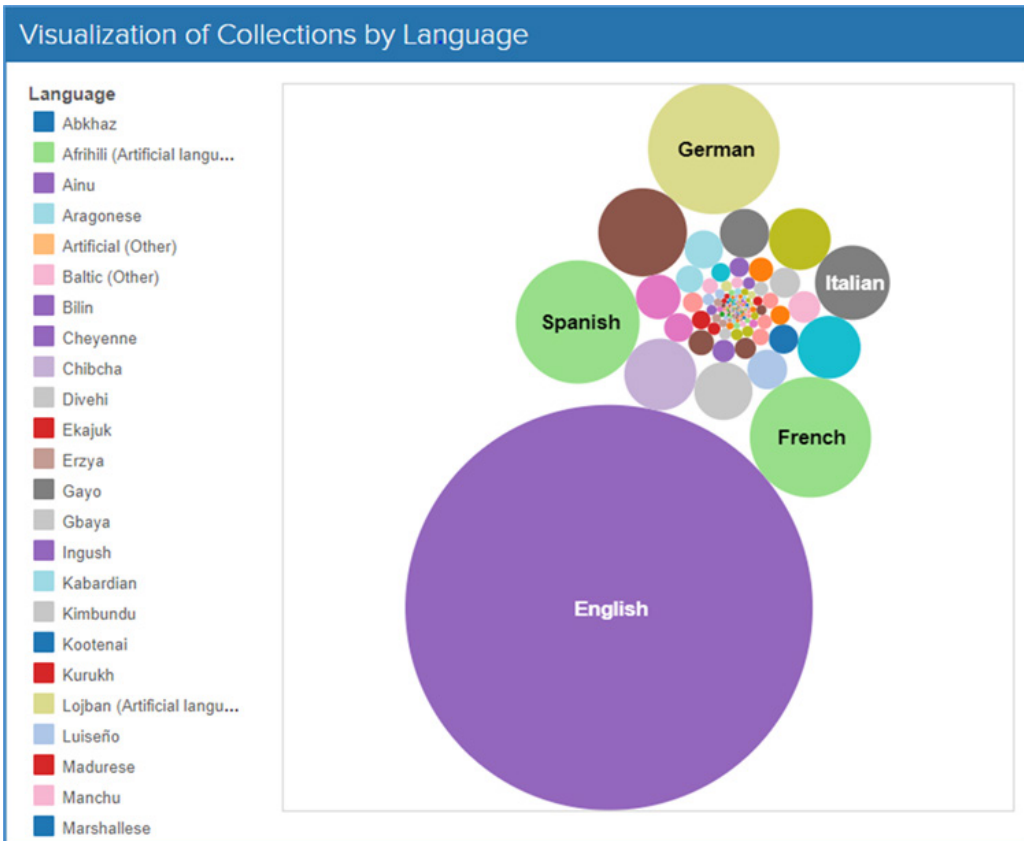 Visualization of Collections by Language
Language
Abkhaz
Afrihili (Artificial langu...
Ainu
Aragonese
Artificial (Other)
Baltic (Other)
Bilin
Cheyenne
Chibcha
Divehi
Ekajuk
Erzya
Gayo
Gbaya
Ingush
Kabardian
Kimbundu
Kootenai
Kurukh
Lojban (Artificial langu...
Luiseño
Madurese
Manchu
Marshallese
German
Italian
Spanish
French
English